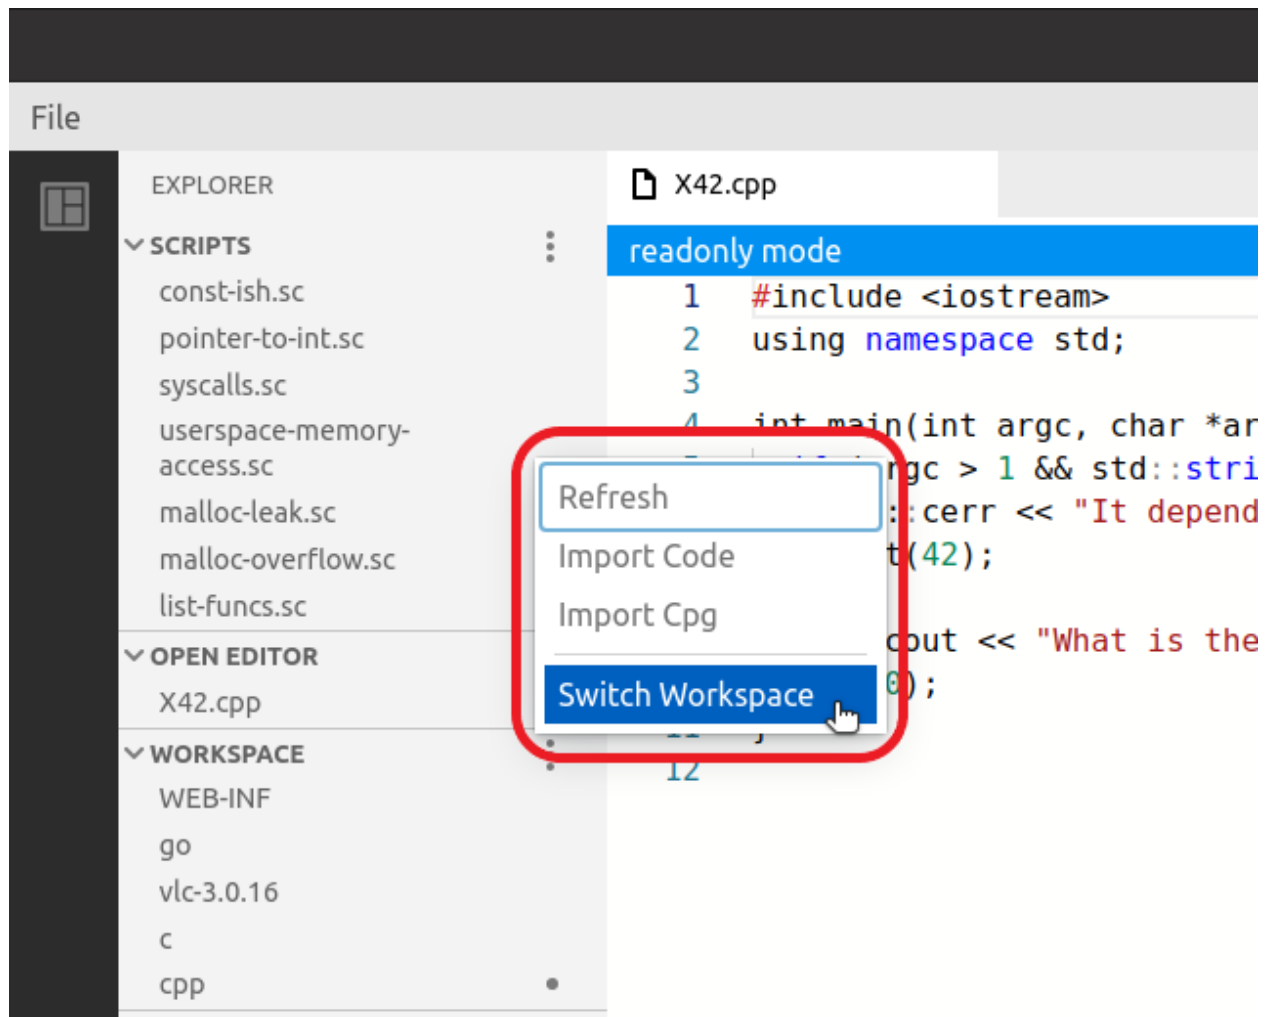 File
EXPLORER
SCRIPTS
const-ish.sc
pointer-to-int.sc
syscalls.sc
userspace-memory-
access.sc
malloc-leak.sc
malloc-overflow.sc
list-funcs.sc
OPEN EDITOR
X42.cpp
WORKSPACE
WEB-INF
go
vlc-3.0.16
c
cpp
X42.cpp
readonly mode
1 #include <iostream>
2 using namespace std;
3
4 int main(int argc, char *ar
rgc > 1 && std::stri
::cerr << "It depend
t(42);
cout << "What is the
0);
11 }
12
Refresh
Import Code
Import Cpg
Switch Workspace